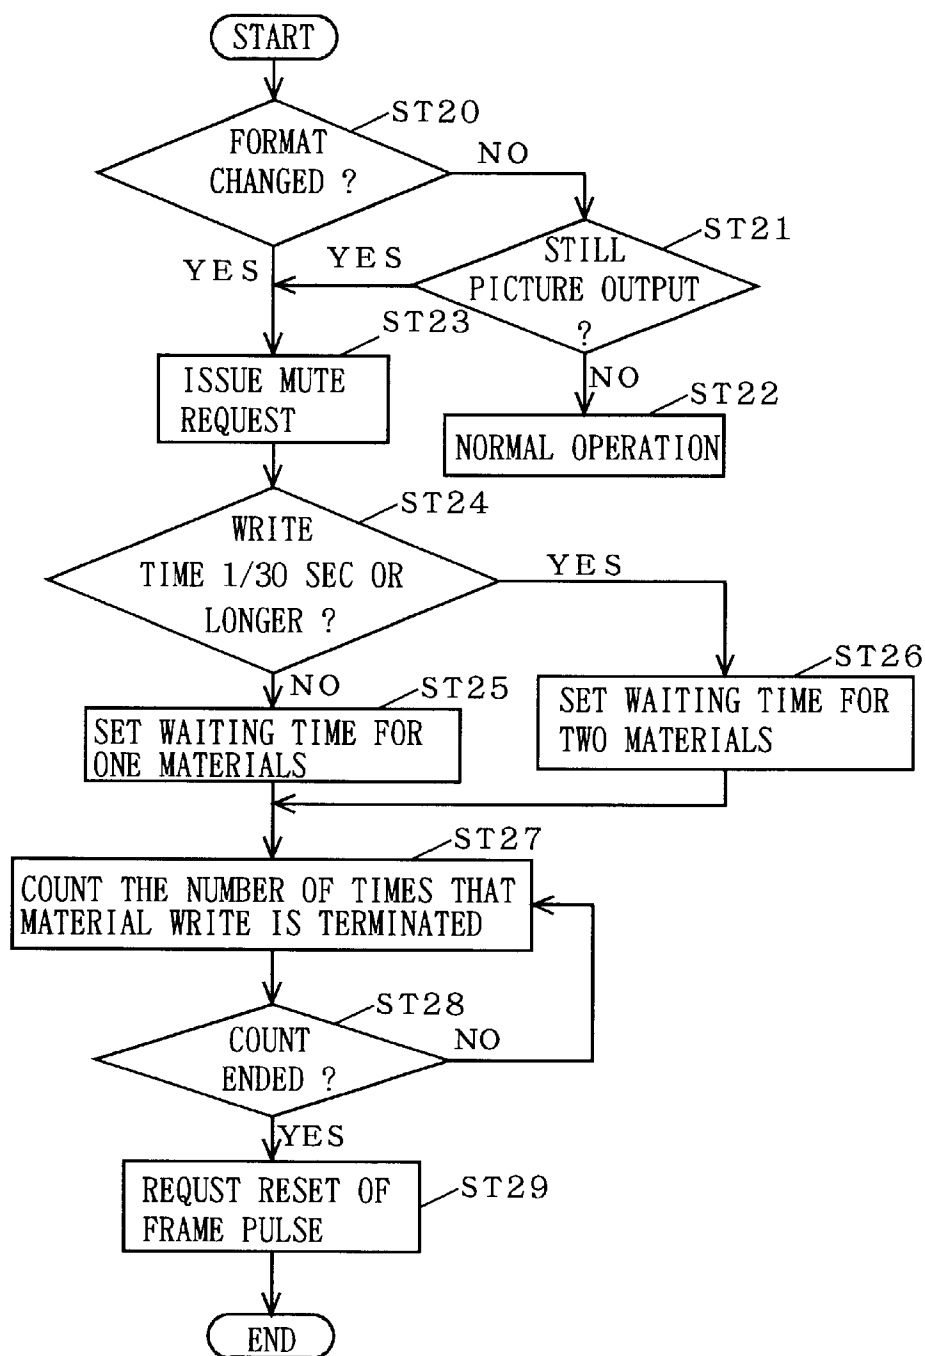 START
ST20
FORMAT
CHANGED ?
NO
ST21
STILL
PICTURE OUTPUT
?
YES
YES
ST23
ISSUE MUTE
REQUEST
NO
ST22
NORMAL OPERATION
ST24
WRITE
TIME 1/30 SEC OR
LONGER ?
YES
NO
ST25
SET WAITING TIME FOR
ONE MATERIALS
ST26
SET WAITING TIME FOR
TWO MATERIALS
ST27
COUNT THE NUMBER OF TIMES THAT
MATERIAL WRITE IS TERMINATED
ST28
COUNT
ENDED ?
NO
YES
REQUST RESET OF
FRAME PULSE
ST29
END